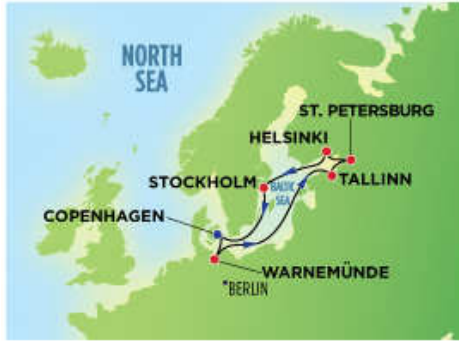 NORTH
SEA
ST. PETERSBURG
HELSINKI
STOCKHOLM
BALTIC
SEA
TALLINN
COPENHAGEN
WARNEMÜNDE
*BERLIN